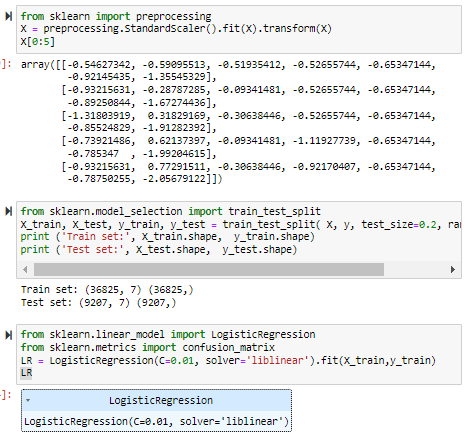 from sklearn import preprocessing
X = preprocessing.StandardScaler().fit(X).transform(X)
X[0:5]
]: array([[-0.54627342, -0.59095513, -0.51935412, -0.52655744, -0.65347144,
-0.92145435, -1.35545329],
[-0.93215631, -0.28787285, -0.09341481, -0.52655744, -0.65347144,
-0.89250844, -1.67274436],
[-1.31803919, 0.31829169, -0.30638446, -0.52655744, -0.65347144,
-0.85524829, -1.91282392],
[-0.73921486, 0.62137397, -0.09341481, -1.11927739, -0.65347144,
-0.785347 , -1.99204615],
[-0.93215631, 0.77291511, -0.30638446, -0.92170407, -0.65347144,
-0.78750255, -2.05679122]])
from sklearn.model_selection import train_test_split
X_train, X_test, y_train, y_test = train_test_split( X, y, test_size=0.2, ran
print ('Train set:', X_train.shape, y_train.shape)
print ('Test set:', X_test.shape, y_test.shape)
Train set: (36825, 7) (36825,)
Test set: (9207, 7) (9207,)
from sklearn.linear_model import LogisticRegression
from sklearn.metrics import confusion_matrix
LR = LogisticRegression(C=0.01, solver='liblinear').fit(X_train,y_train)
LR
]: LogisticRegression
LogisticRegression(C=0.01, solver='liblinear')